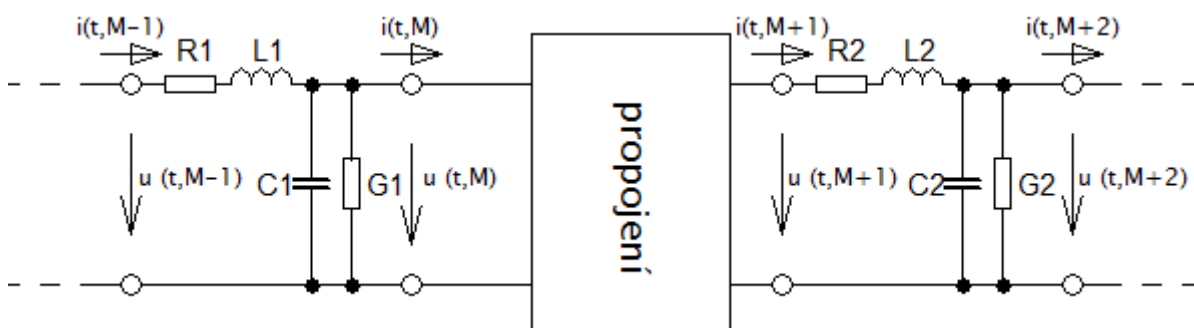 i(t,M-1)
R1
L1
i(t,M)
i(t,M+1)
R2
L2
i(t,M+2)
propojení
u (t,M-1)
C1
G1
u (t,M)
u (t,M+1)
C2
G2
u (t,M+2)